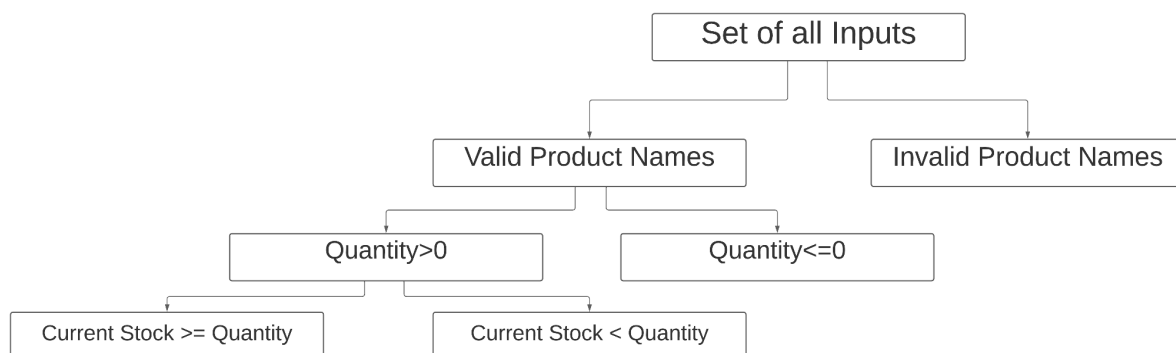 Set of all Inputs
Valid Product Names
Invalid Product Names
Quantity>0
Quantity<=0
Current Stock >= Quantity
Current Stock < Quantity